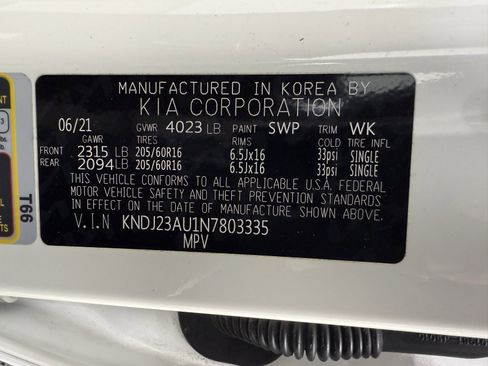 MANUFACTURED IN KOREA BY
KIA CORPORATION
06/21 GVWR 4023 LB PAINT SWP TRIM WK
GAWR TIRES RIMS COLD TIRE INFL
FRONT 2315 LB 205/60R16 6.5Jx16 33psi SINGLE
REAR 2094 LB 205/60R16 6.5Jx16 33psi SINGLE
THIS VEHICLE CONFORMS TO ALL APPLICABLE U.S.A. FEDERAL
MOTOR VEHICLE SAFETY AND THEFT PREVENTION STANDARDS
IN EFFECT ON THE DATE OF MANUFACTURE SHOWN ABOVE.
V.I.N KNDJ23AU1N7803335
MPV
T66